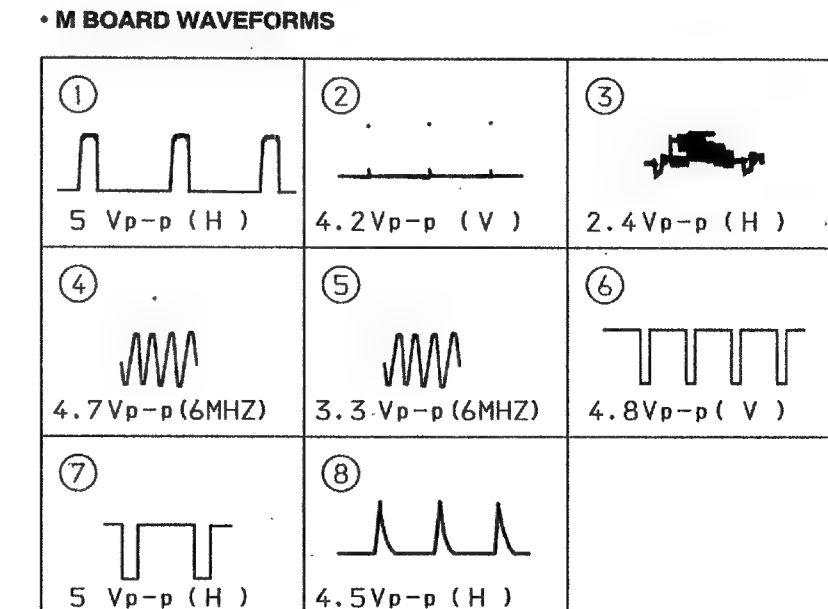 • M BOARD WAVEFORMS
① ② ③
5 Vp-p (H )
4.2Vp-p (V )
2.4Vp-p (H )
④ ⑤ ⑥
4.7Vp-p(6MHZ)
3.3 Vp-p(6MHZ)
4.8Vp-p( V )
⑦ ⑧
5 Vp-p (H )
4.5Vp-p (H )